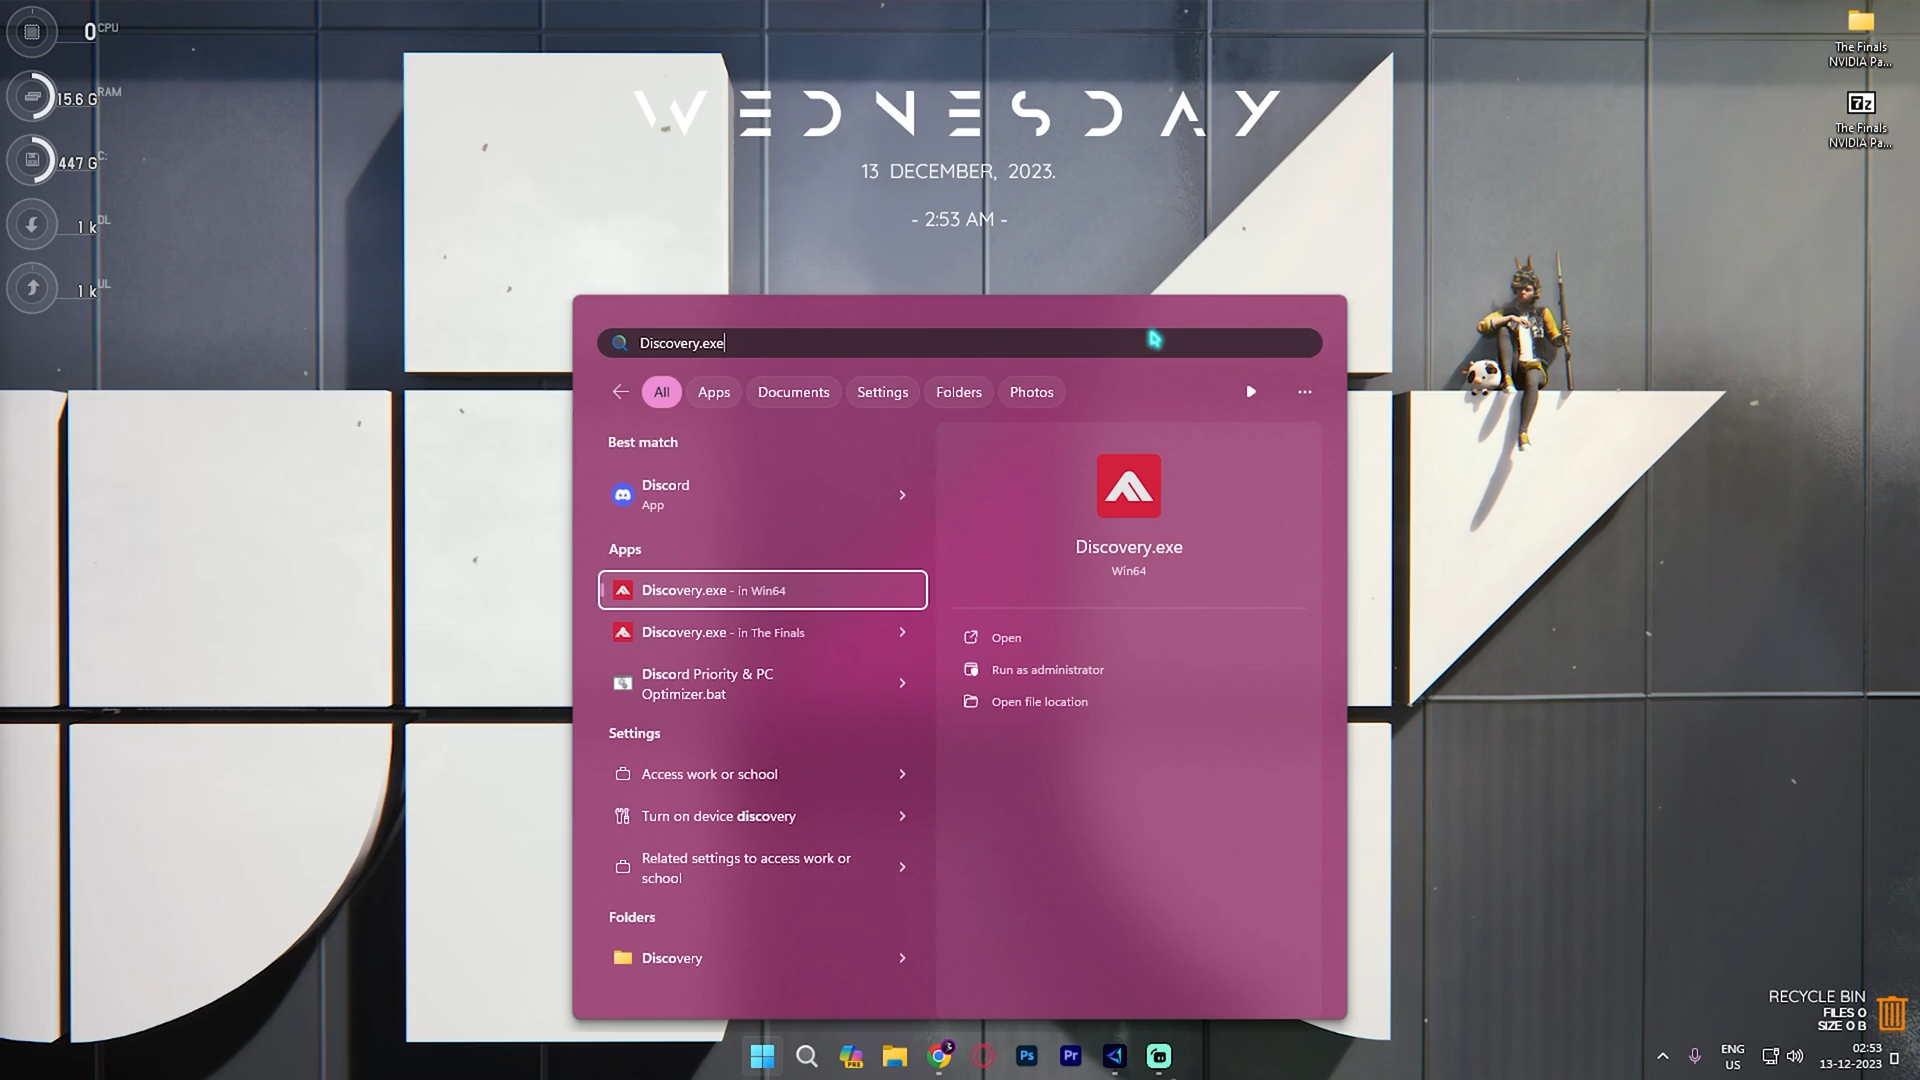 0 CPU
15.6 G RAM
447 G C:
1 k DL
1 k UL
WEDNESDAY
13 DECEMBER, 2023.
- 2:53 AM -
The Finals
NVIDIA Pa...
7z
The Finals
NVIDIA Pa...
Discovery.exe
All
Apps
Documents
Settings
Folders
Photos
Best match
Discord
App
Apps
Discovery.exe - in Win64
Discovery.exe - in The Finals
Discord Priority & PC
Optimizer.bat
Settings
Access work or school
Turn on device discovery
Related settings to access work or
school
Folders
Discovery
Discovery.exe
Win64
Open
Run as administrator
Open file location
RECYCLE BIN
FILES 0
SIZE 0 B
PRE
3
Ps
Pr
ENG
US
02:53
13-12-2023